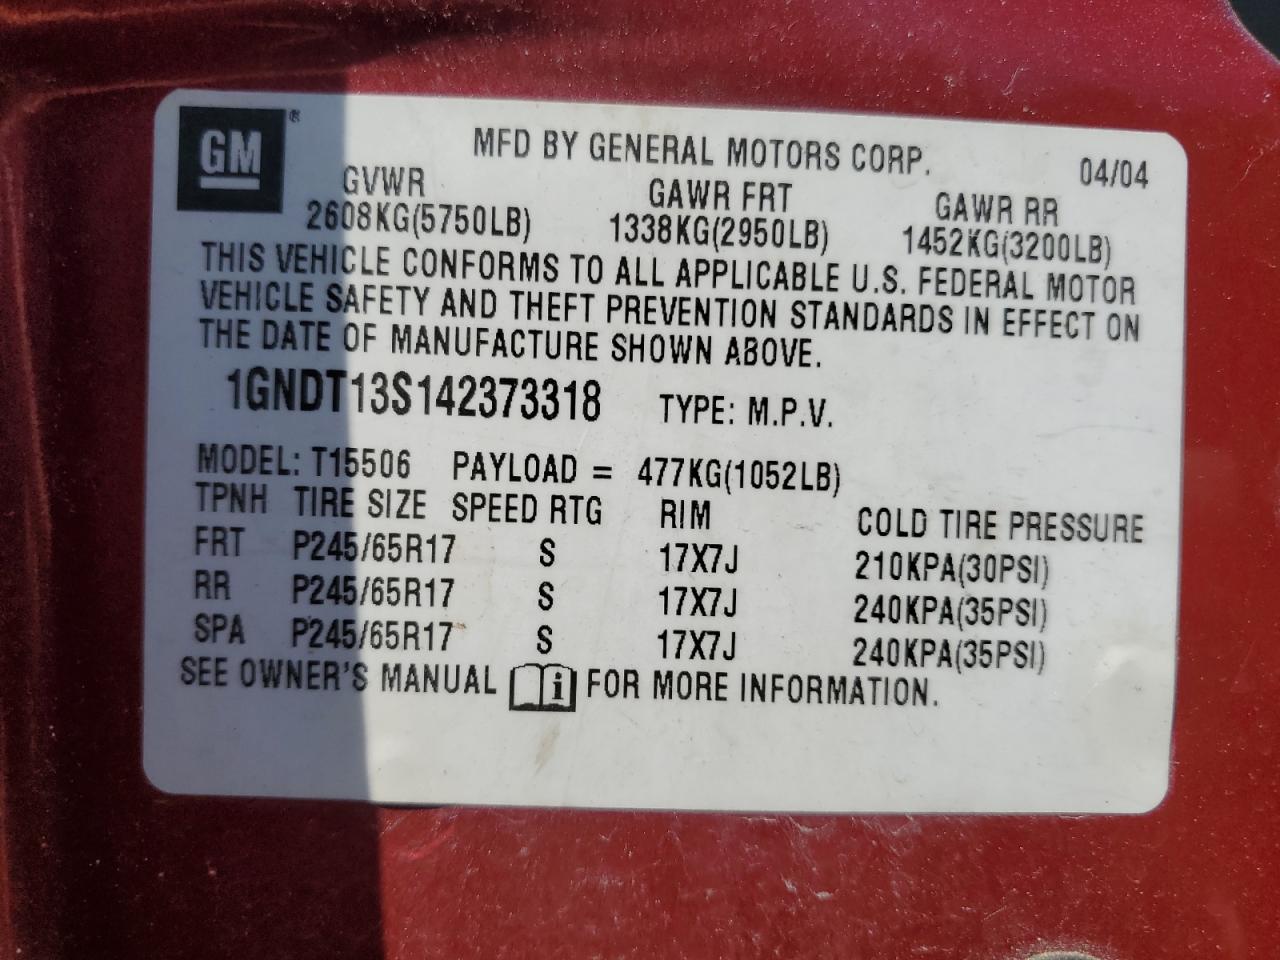 GM®
MFD BY GENERAL MOTORS CORP. 04/04
GVWR GAWR FRT GAWR RR
2608KG(5750LB) 1338KG(2950LB) 1452KG(3200LB)
THIS VEHICLE CONFORMS TO ALL APPLICABLE U.S. FEDERAL MOTOR
VEHICLE SAFETY AND THEFT PREVENTION STANDARDS IN EFFECT ON
THE DATE OF MANUFACTURE SHOWN ABOVE.
1GNDT13S142373318 TYPE: M.P.V.
MODEL: T15506 PAYLOAD = 477KG(1052LB)
TPNH TIRE SIZE SPEED RTG RIM COLD TIRE PRESSURE
FRT P245/65R17 S 17X7J 210KPA(30PSI)
RR P245/65R17 S 17X7J 240KPA(35PSI)
SPA P245/65R17 S 17X7J 240KPA(35PSI)
SEE OWNER'S MANUAL i FOR MORE INFORMATION.